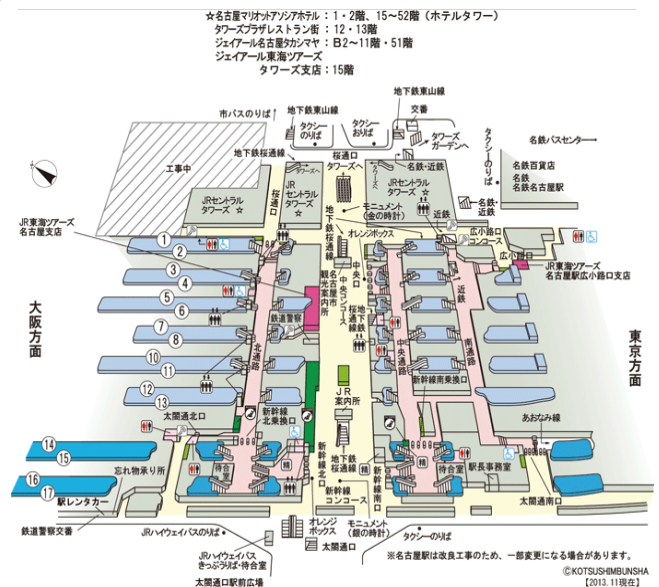 ☆名古屋マリオットアソシアホテル：1・2階、15～52階（ホテルタワー）
タワーズプラザレストラン街：12・13階
ジェイアール名古屋タカシマヤ：B2～11階・51階
ジェイアール東海ツアーズ
タワーズ支店：15階
地下鉄東山線
交番
市バスのりば
地下鉄東山線
タクシーのりば
タクシーおりば
タワーズガーデンへ
タクシーのりば
名鉄バスセンター
地下鉄桜通線
桜通口
タワーズへ
名鉄・近鉄
名鉄百貨店
名鉄
名鉄名古屋駅
工事中
タワーズへ
タワーズへ
JRセントラルタワーズ ☆
桜通口
JRセントラルタワーズ ☆
JRセントラルタワーズ ☆
名鉄・近鉄
モニュメント（金の時計）
近鉄
JR東海ツアーズ
名古屋支店
地下鉄桜通線
オレンジボックス
広小路口
コンコース
広小路口
JR東海ツアーズ
名古屋駅広小路口支店
1
2
3
4
5
6
7
8
10
11
12
13
14
15
16
17
大阪方面
東京方面
名古屋市観光案内所
中央コンコース
中央口
地下鉄桜通線
近鉄
鉄道警察
北通路
中央通路
南通路
新幹線南乗換口
JR案内所
太閤通北口
新幹線北乗換口
あおなみ線
待合室
精
新幹線北口
地下鉄桜通線
精
新幹線南口
待合室
駅長事務室
忘れ物承り所
駅レンタカー
新幹線コンコース
太閤通南口
鉄道警察交番
JRハイウェイバスのりば
オレンジボックス
モニュメント（銀の時計）
タクシーのりば
太閤通口
JRハイウェイバス
きっぷうりば・待合室
太閤通口駅前広場
※名古屋駅は改良工事のため、一部変更になる場合があります。
©KOTSUSHIMBUNSHA
【2013.11現在】